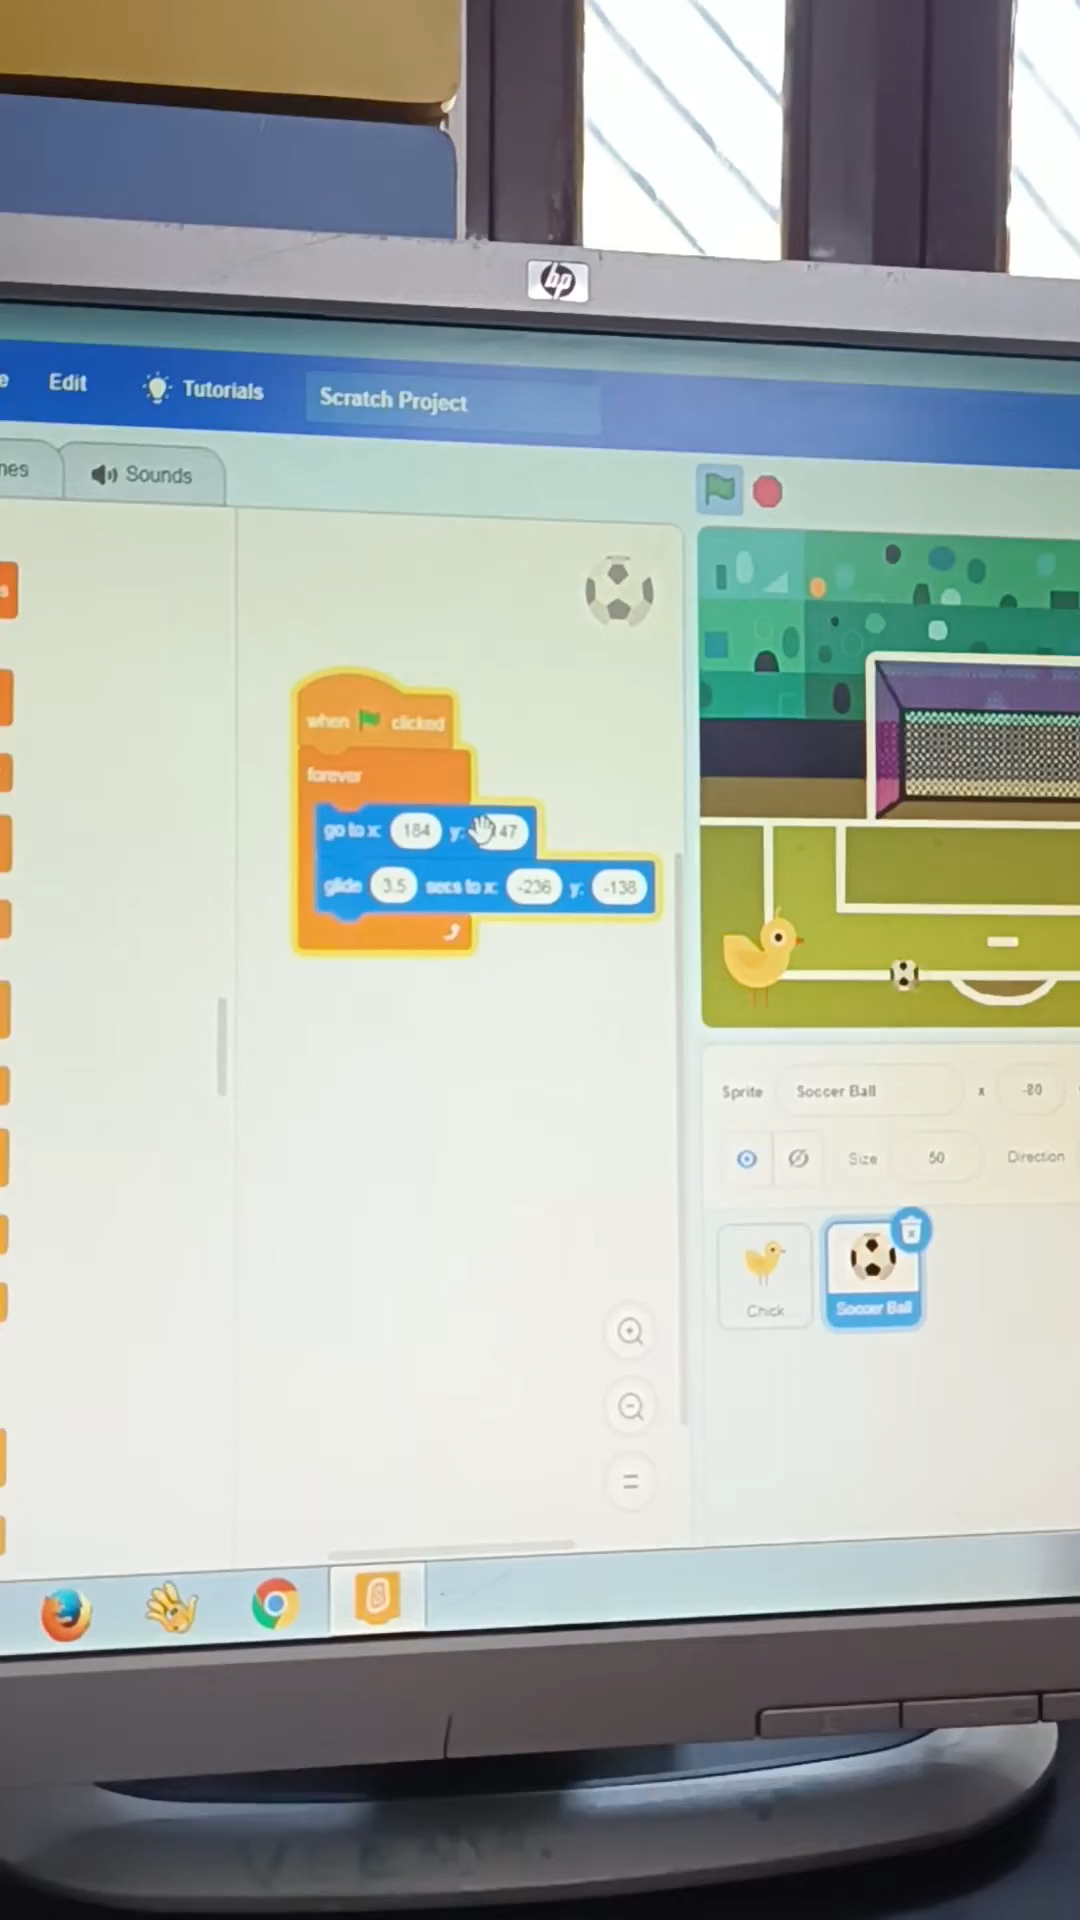 hp
Edit
Tutorials
Scratch Project
Sounds
when clicked
forever
go to x: 184 y: 147
glide 3.5 secs to x: -236 y: -138
Sprite Soccer Ball x -80
Size 50 Direction
Chick
Soccer Ball